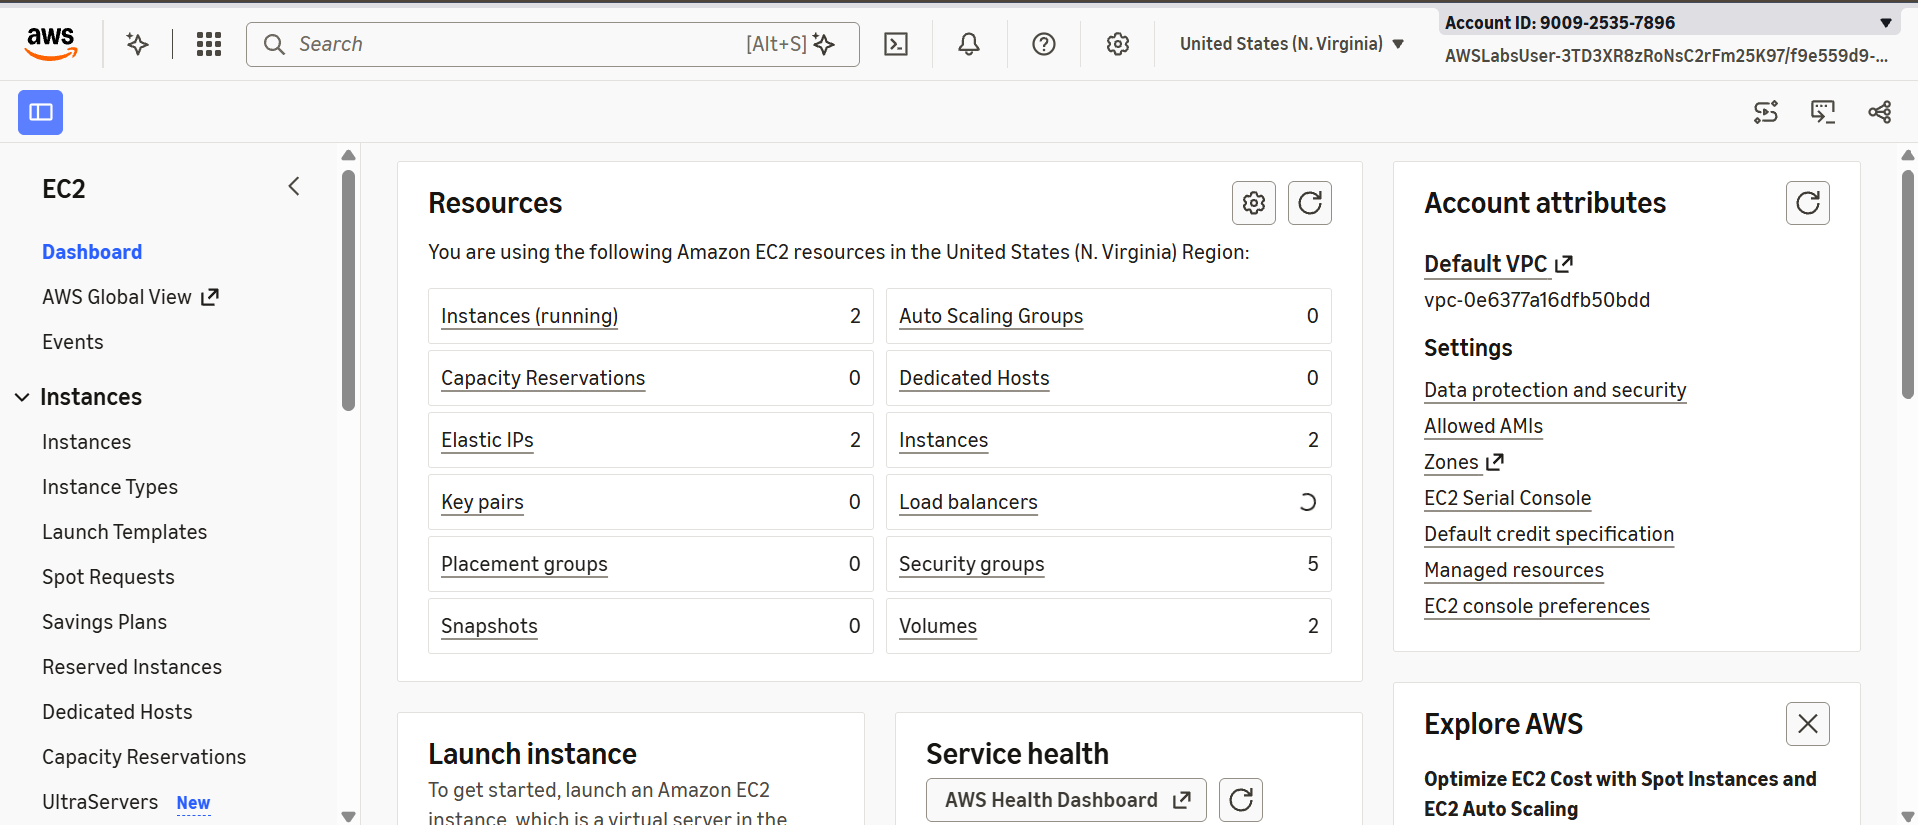 aws
Search
[Alt+S]
United States (N. Virginia)
Account ID: 9009-2535-7896
AWSLabsUser-3TD3XR8zRoNsC2rFm25K97/f9e559d9-...
EC2
Dashboard
AWS Global View
Events
Instances
Instances
Instance Types
Launch Templates
Spot Requests
Savings Plans
Reserved Instances
Dedicated Hosts
Capacity Reservations
UltraServers New
Resources
You are using the following Amazon EC2 resources in the United States (N. Virginia) Region:
Instances (running) 2
Auto Scaling Groups 0
Capacity Reservations 0
Dedicated Hosts 0
Elastic IPs 2
Instances 2
Key pairs 0
Load balancers
Placement groups 0
Security groups 5
Snapshots 0
Volumes 2
Launch instance
To get started, launch an Amazon EC2
instance, which is a virtual server in the
Service health
AWS Health Dashboard
Account attributes
Default VPC
vpc-0e6377a16dfb50bdd
Settings
Data protection and security
Allowed AMIs
Zones
EC2 Serial Console
Default credit specification
Managed resources
EC2 console preferences
Explore AWS
Optimize EC2 Cost with Spot Instances and
EC2 Auto Scaling